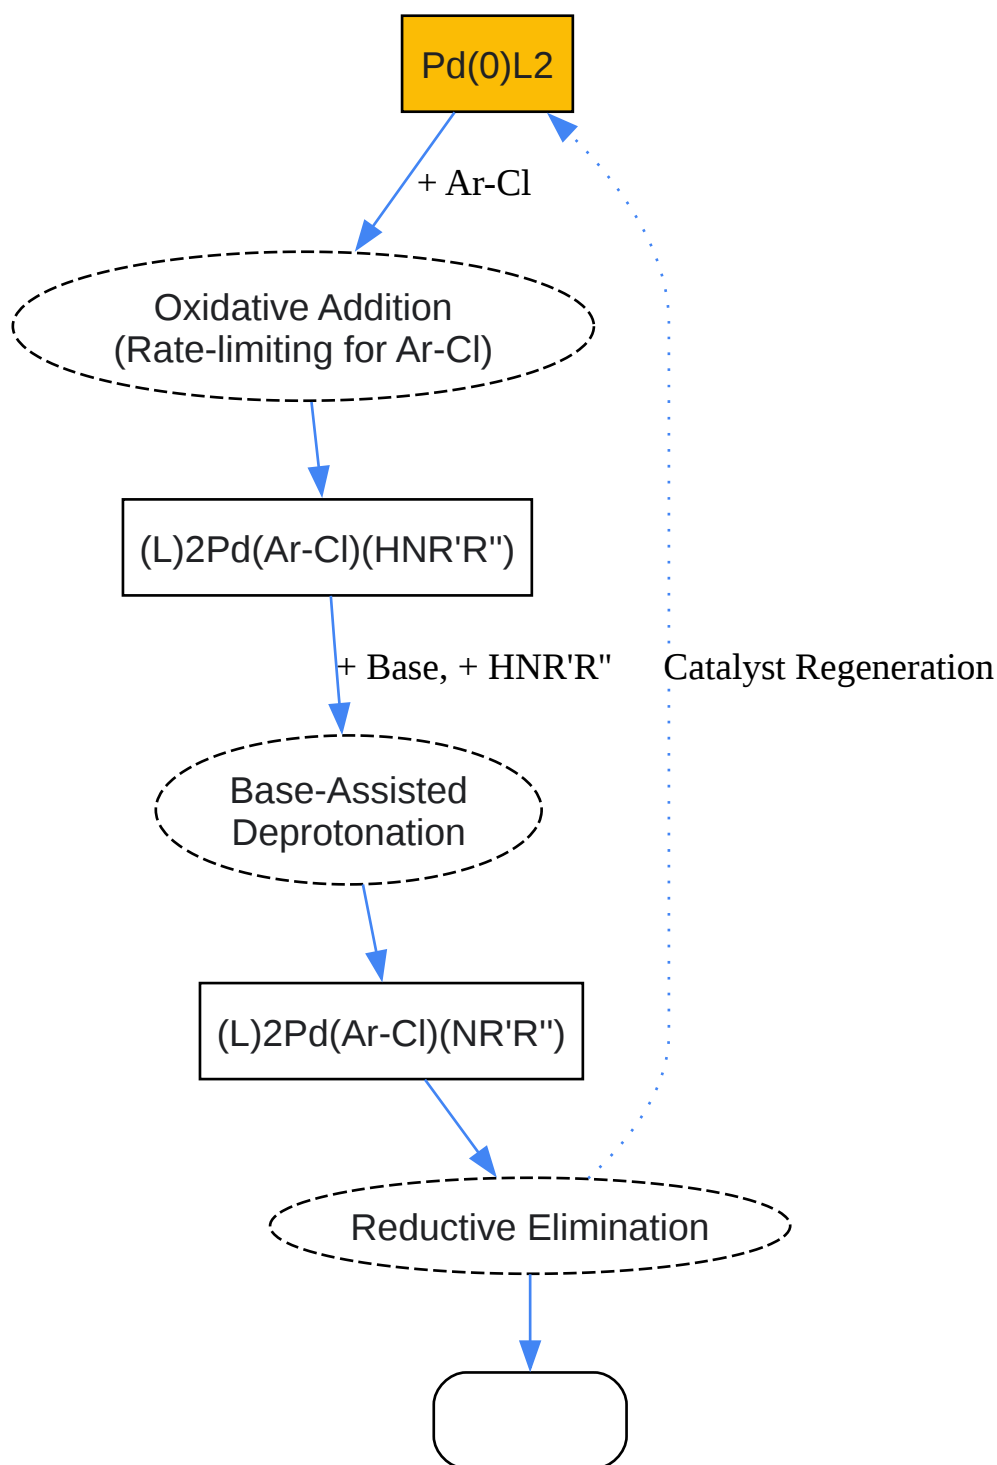 Pd(0)L2
+ Ar-Cl
Oxidative Addition
(Rate-limiting for Ar-Cl)
(L)2Pd(Ar-Cl)(HNR'R'')
+ Base, + HNR'R''
Catalyst Regeneration
Base-Assisted
Deprotonation
(L)2Pd(Ar-Cl)(NR'R'')
Reductive Elimination